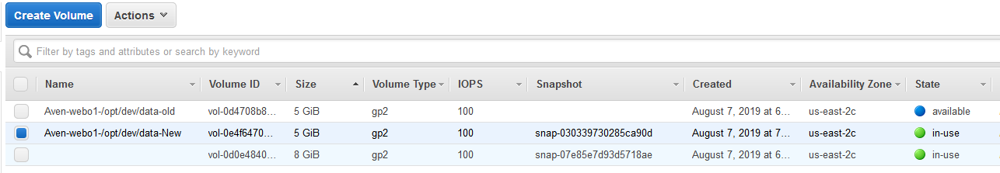 Create Volume Actions
Filter by tags and attributes or search by keyword
Name Volume ID Size Volume Type IOPS Snapshot Created Availability Zone State
Aven-webo1-/opt/dev/data-old vol-0d4708b8... 5 GiB gp2 100 August 7, 2019 at 6... us-east-2c available
Aven-webo1-/opt/dev/data-New vol-0e4f6470... 5 GiB gp2 100 snap-030339730285ca90d August 7, 2019 at 7... us-east-2c in-use
vol-0d0e4840... 8 GiB gp2 100 snap-07e85e7d93d5718ae August 7, 2019 at 6... us-east-2c in-use